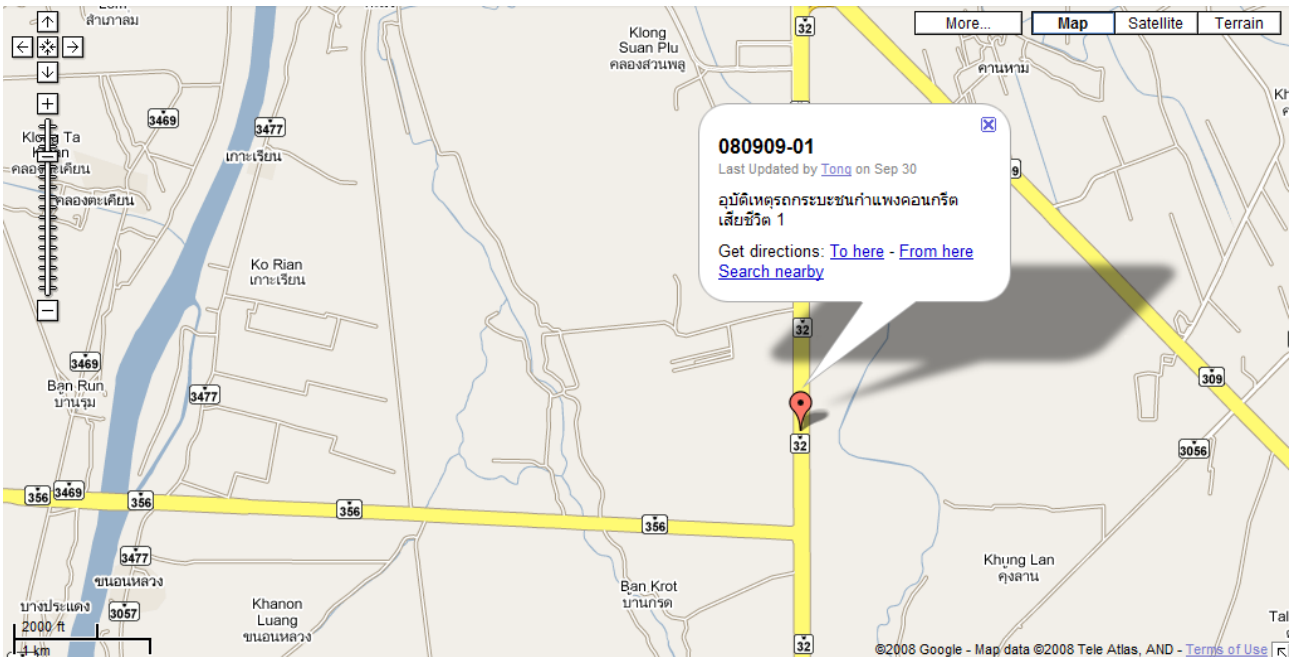 สำเภาลม
32
More...
Map
Satellite
Terrain
Klong
Suan Plu
คลองสวนพลู
คานหาม
3469
3477
Klong Ta
คลองตะเคียน
เกาะเรียน
คลองตะเคียน
080909-01
Last Updated by Tong on Sep 30
อุบัติเหตุรถกระบะชนกำแพงคอนกรีต
เสียชีวิต 1
Get directions: To here - From here
Search nearby
Ko Rian
เกาะเรียน
32
3469
Ban Run
บ้านรุม
3477
309
32
3056
356
3469
356
356
356
3477
ขนอนหลวง
Khung Lan
คุงลาน
Ban Krot
บ้านกรด
บางประแดง
3057
Khanon
Luang
ขนอนหลวง
2000 ft
1 km
32
©2008 Google - Map data ©2008 Tele Atlas, AND - Terms of Use